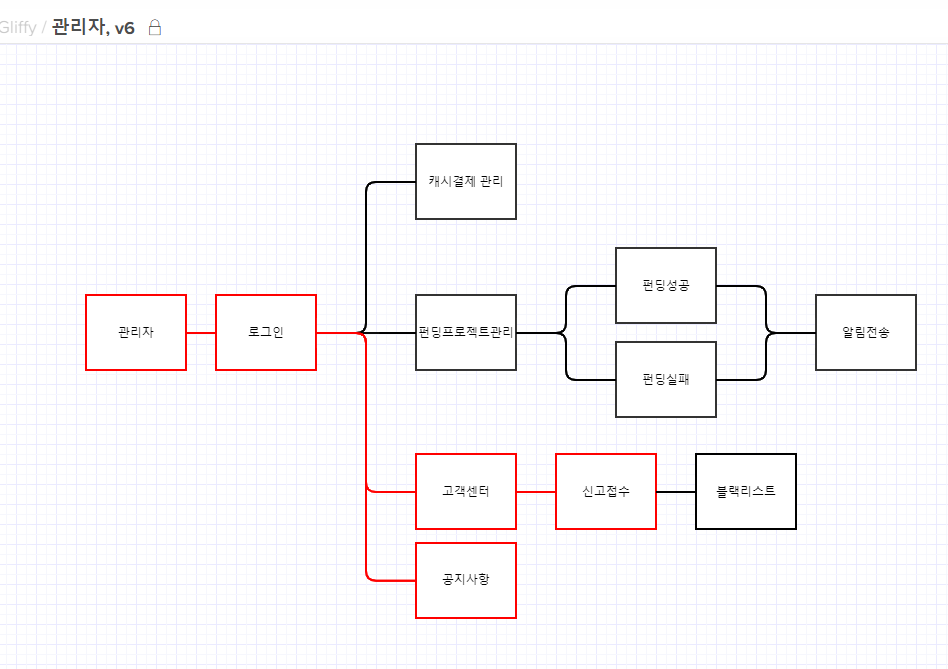 Gliffy / 관리자, v6
캐시결제 관리
펀딩성공
관리자
로그인
펀딩프로젝트관리
알림전송
펀딩실패
고객센터
신고접수
블랙리스트
공지사항